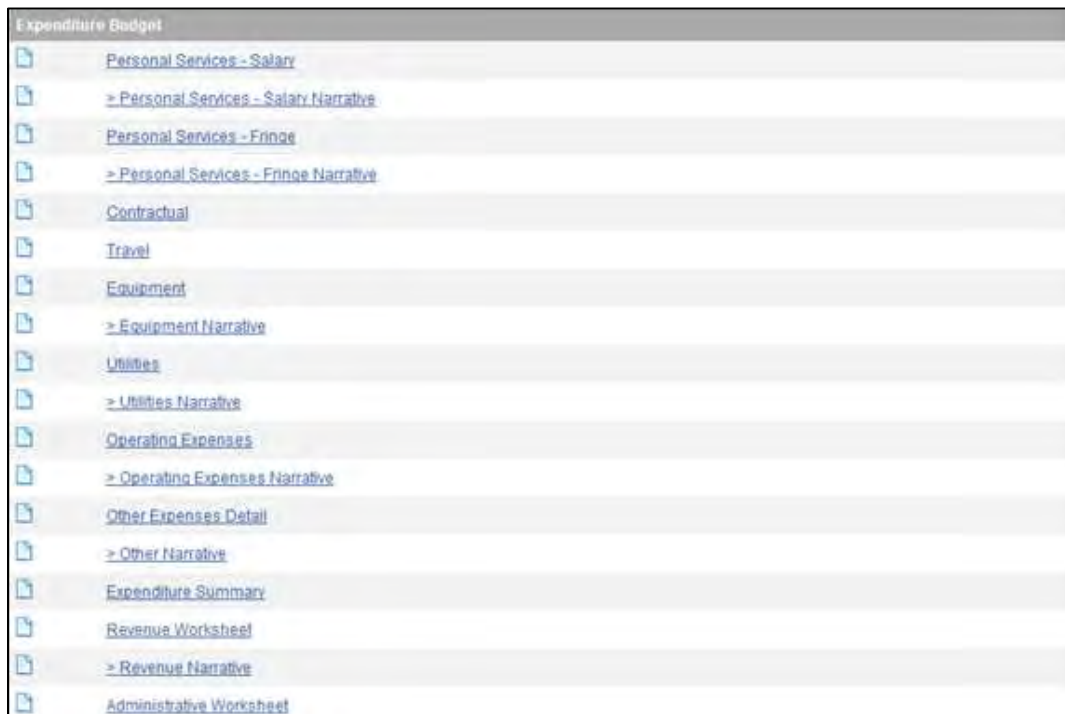 Expenditure Budget
Personal Services - Salary
> Personal Services - Salary Narrative
Personal Services - Fringe
> Personal Services - Fringe Narrative
Contractual
Travel
Equipment
> Equipment Narrative
Utilities
> Utilities Narrative
Operating Expenses
> Operating Expenses Narrative
Other Expenses Detail
> Other Narrative
Expenditure Summary
Revenue Worksheet
> Revenue Narrative
Administrative Worksheet